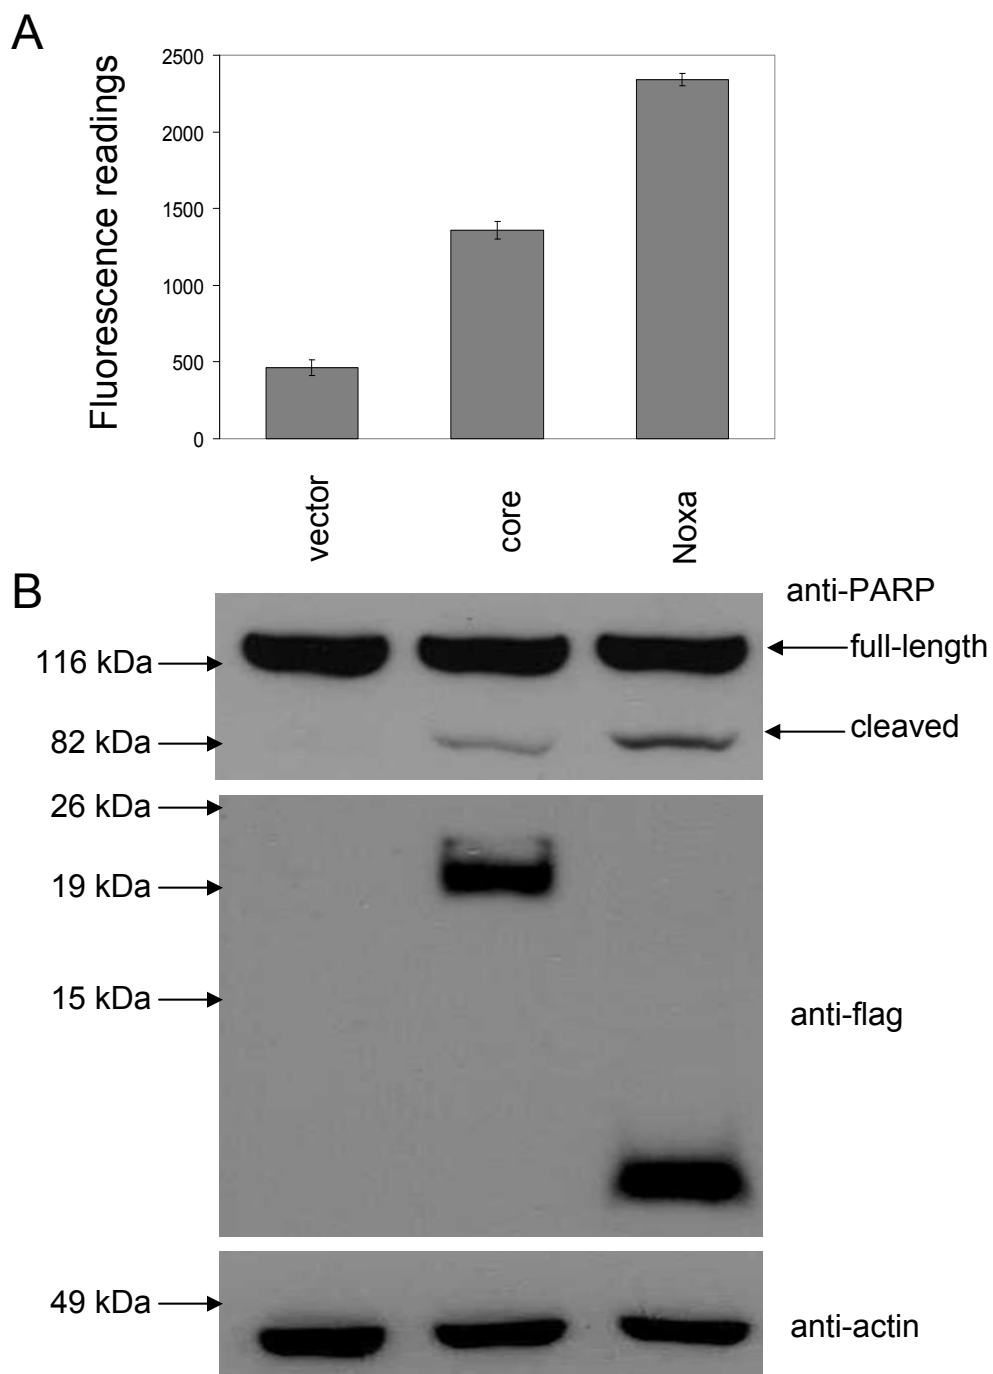 A
Fluorescence readings
2500
2000
1500
1000
500
0
vector
core
Noxa
B
anti-PARP
116 kDa
full-length
82 kDa
cleaved
26 kDa
19 kDa
15 kDa
anti-flag
49 kDa
anti-actin